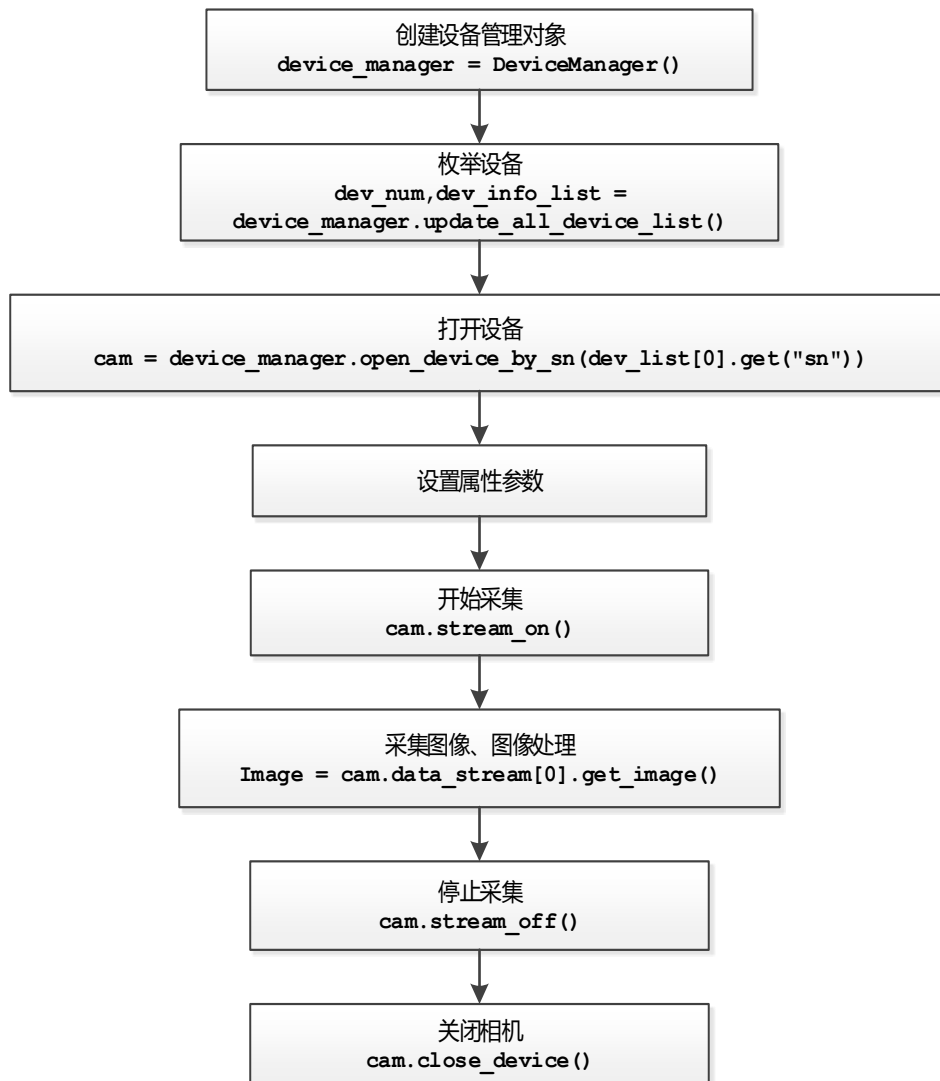 创建设备管理对象
device_manager = DeviceManager()
枚举设备
dev_num,dev_info_list =
device_manager.update_all_device_list()
打开设备
cam = device_manager.open_device_by_sn(dev_list[0].get("sn"))
设置属性参数
开始采集
cam.stream_on()
采集图像、图像处理
Image = cam.data_stream[0].get_image()
停止采集
cam.stream_off()
关闭相机
cam.close_device()